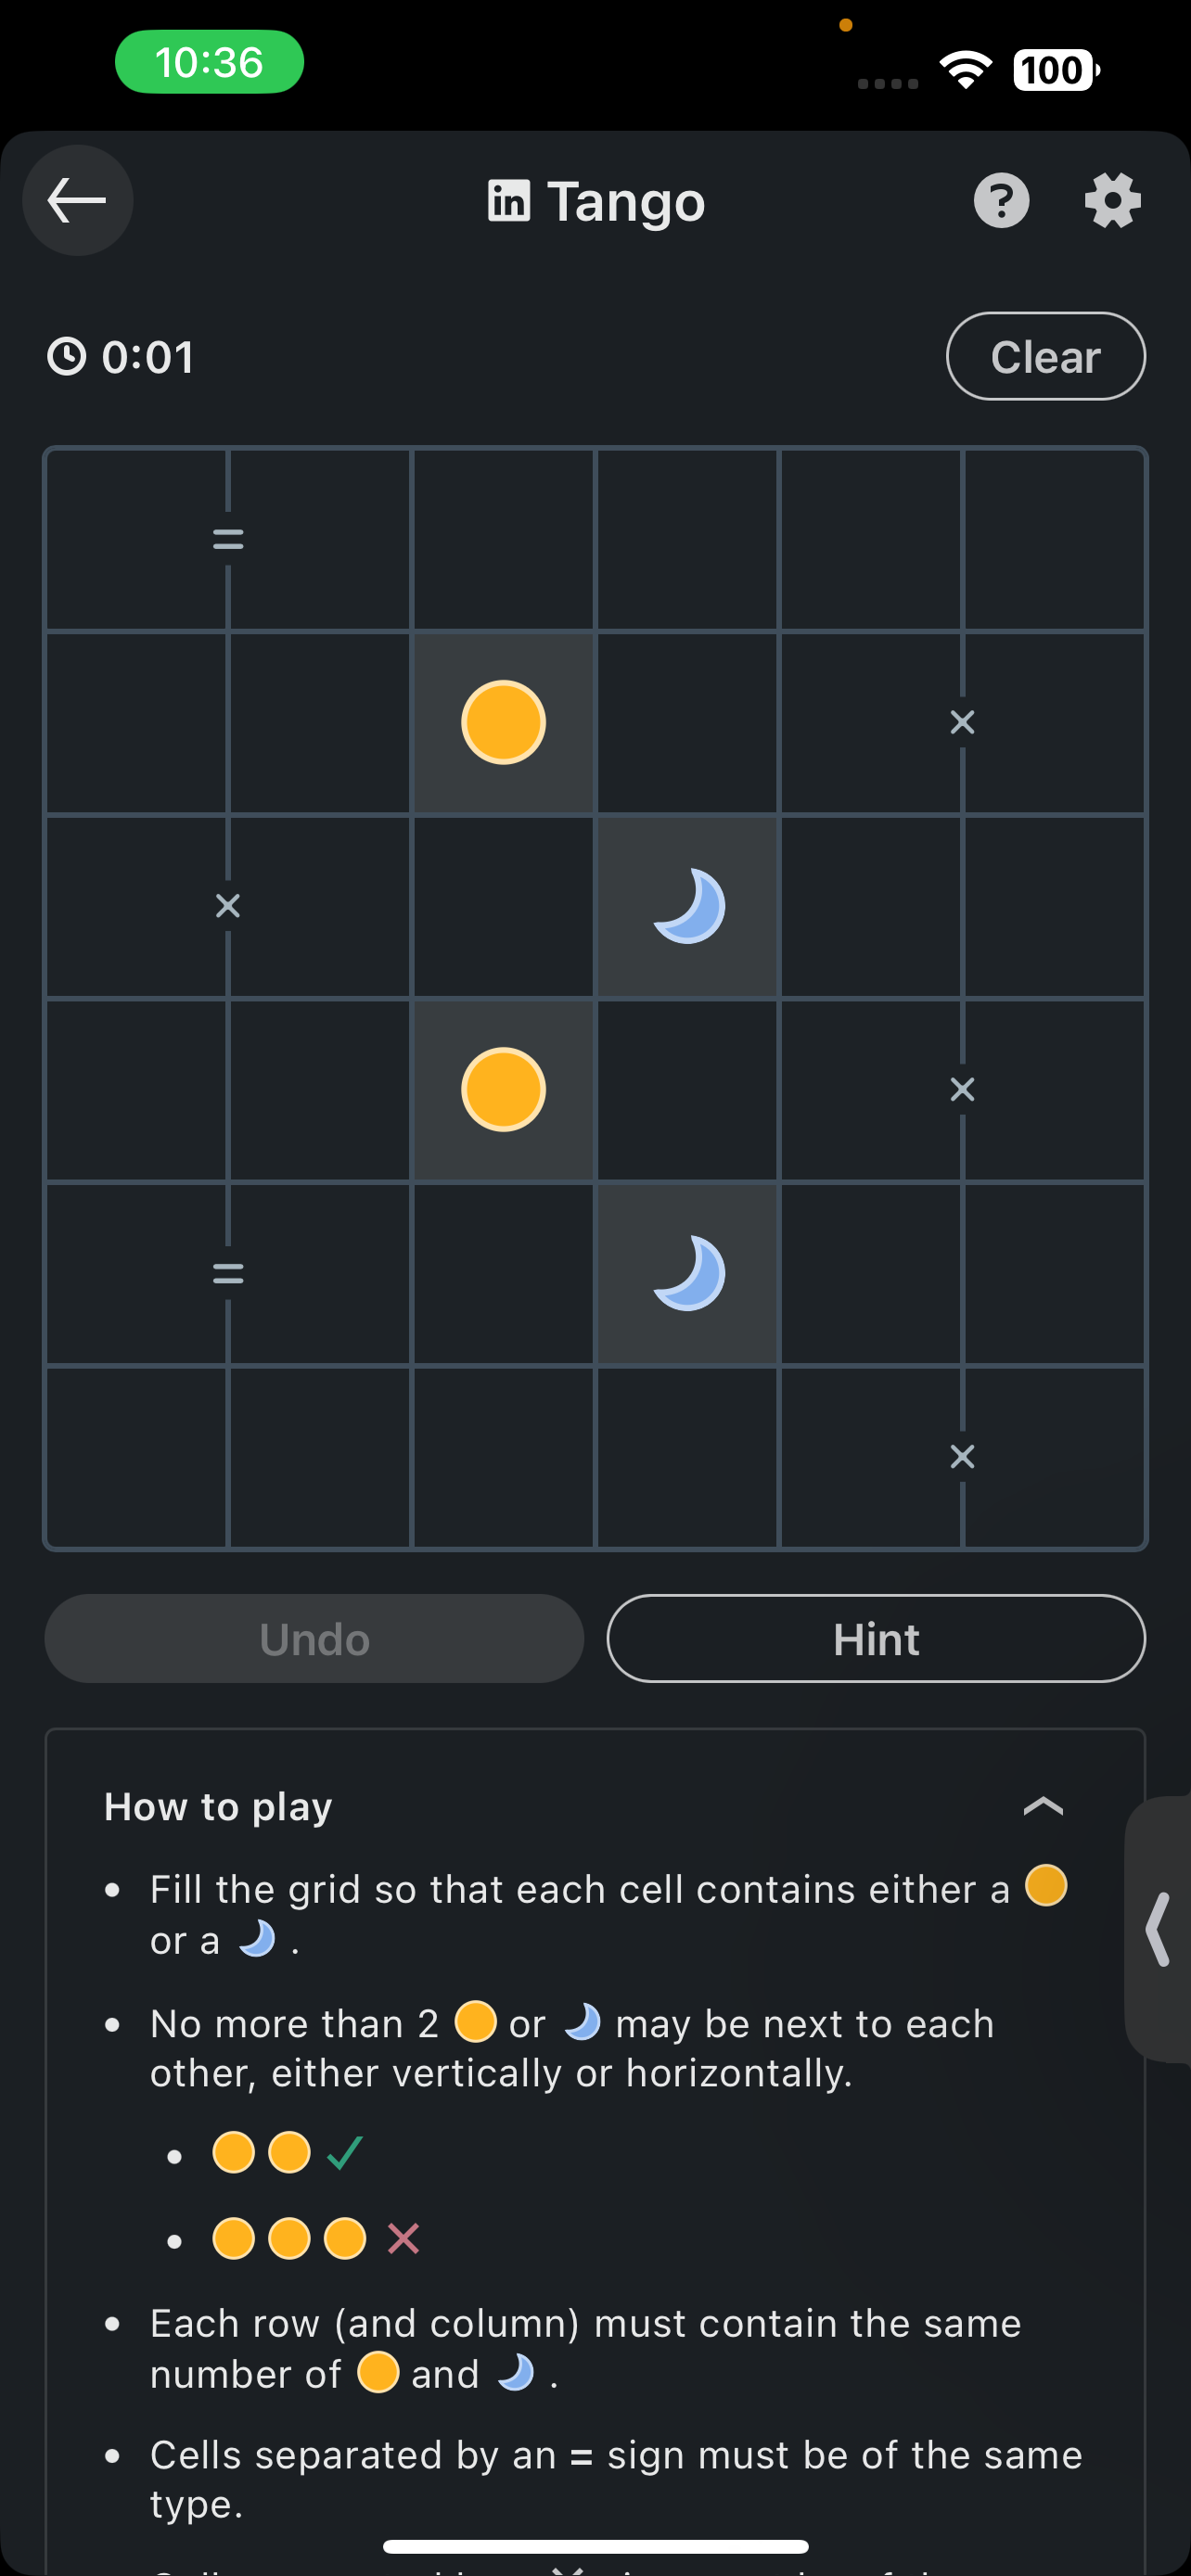 10:36
100
in Tango
?
0:01
Clear
=
×
×
×
=
×
Undo
Hint
How to play
• Fill the grid so that each cell contains either a
or a .
• No more than 2 or may be next to each
other, either vertically or horizontally.
• Each row (and column) must contain the same
number of and .
• Cells separated by an = sign must be of the same
type.